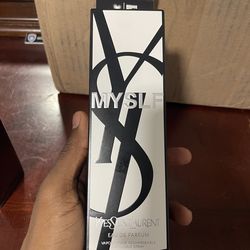 MYSLF
YSL
YVES SAINT LAURENT
EAU DE PARFUM